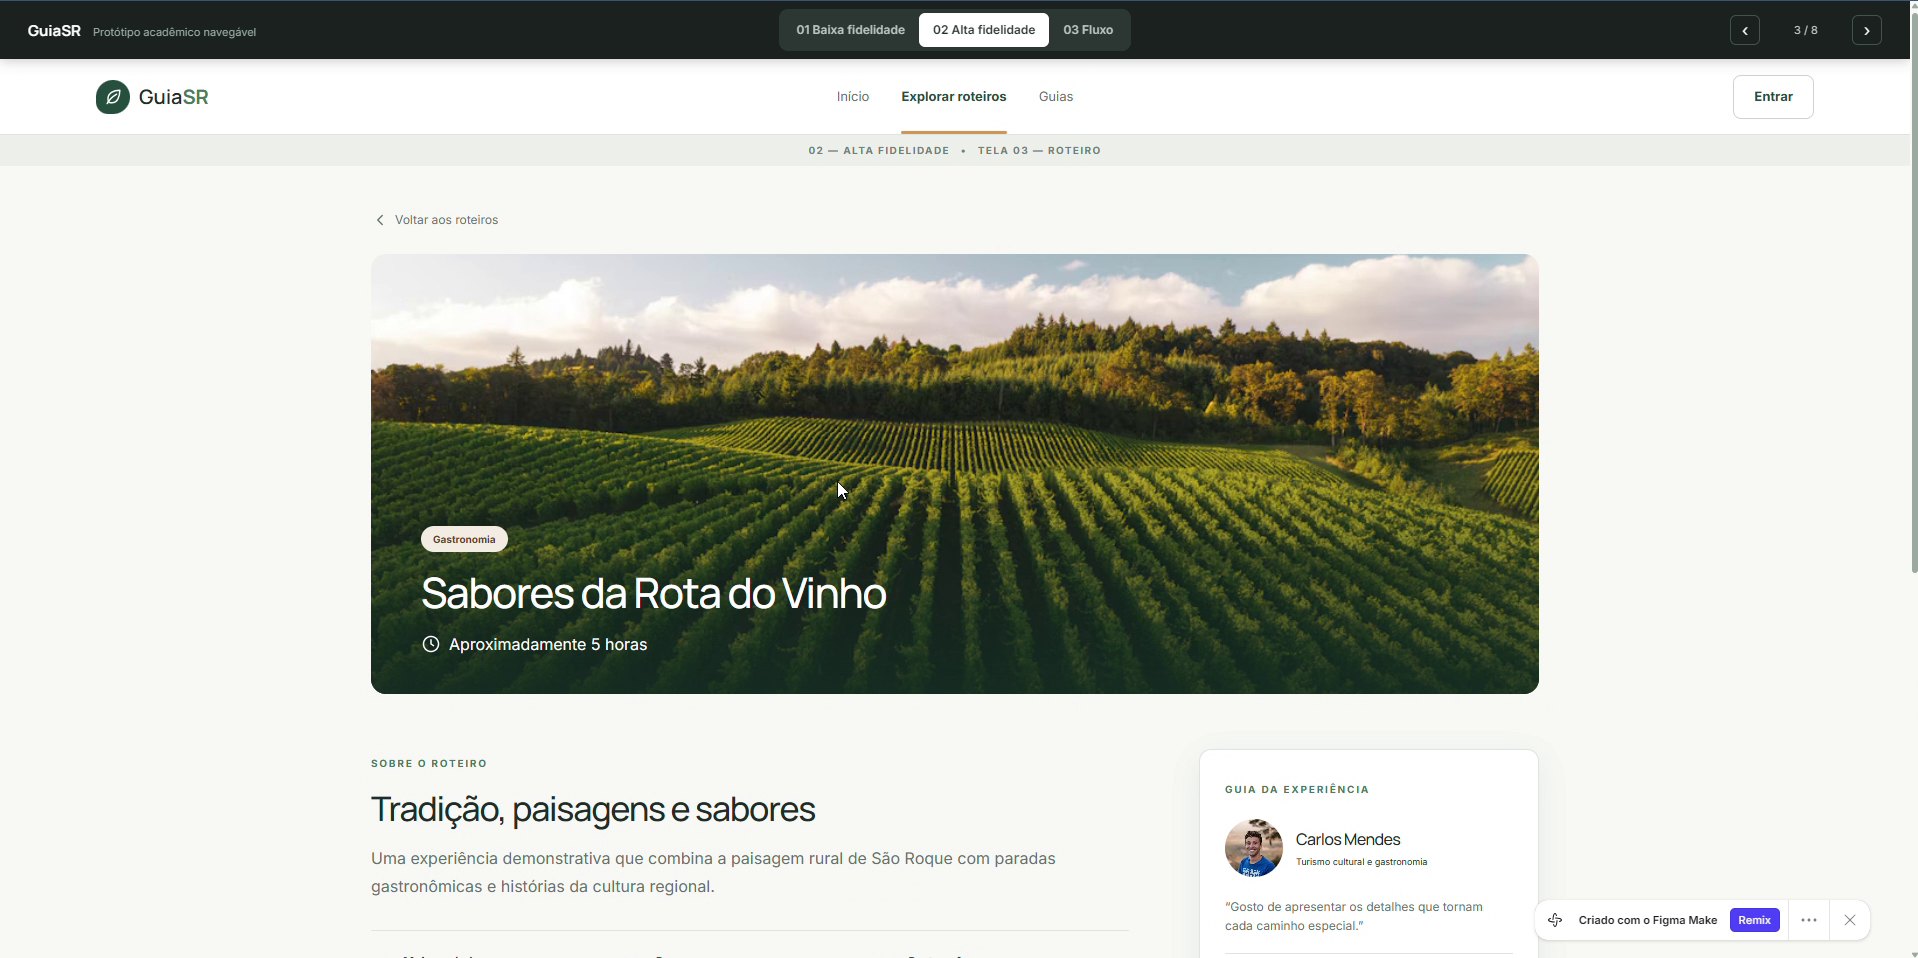 GuiaSR Protótipo acadêmico navegável
01 Baixa fidelidade 02 Alta fidelidade 03 Fluxo
‹ 3 / 8 ›
GuiaSR
Início Explorar roteiros Guias
Entrar
02 — ALTA FIDELIDADE • TELA 03 — ROTEIRO
Voltar aos roteiros
Gastronomia
Sabores da Rota do Vinho
Aproximadamente 5 horas
SOBRE O ROTEIRO
Tradição, paisagens e sabores
Uma experiência demonstrativa que combina a paisagem rural de São Roque com paradas
gastronômicas e histórias da cultura regional.
GUIA DA EXPERIÊNCIA
Carlos Mendes
Turismo cultural e gastronomia
“Gosto de apresentar os detalhes que tornam
cada caminho especial.”
Criado com o Figma Make Remix